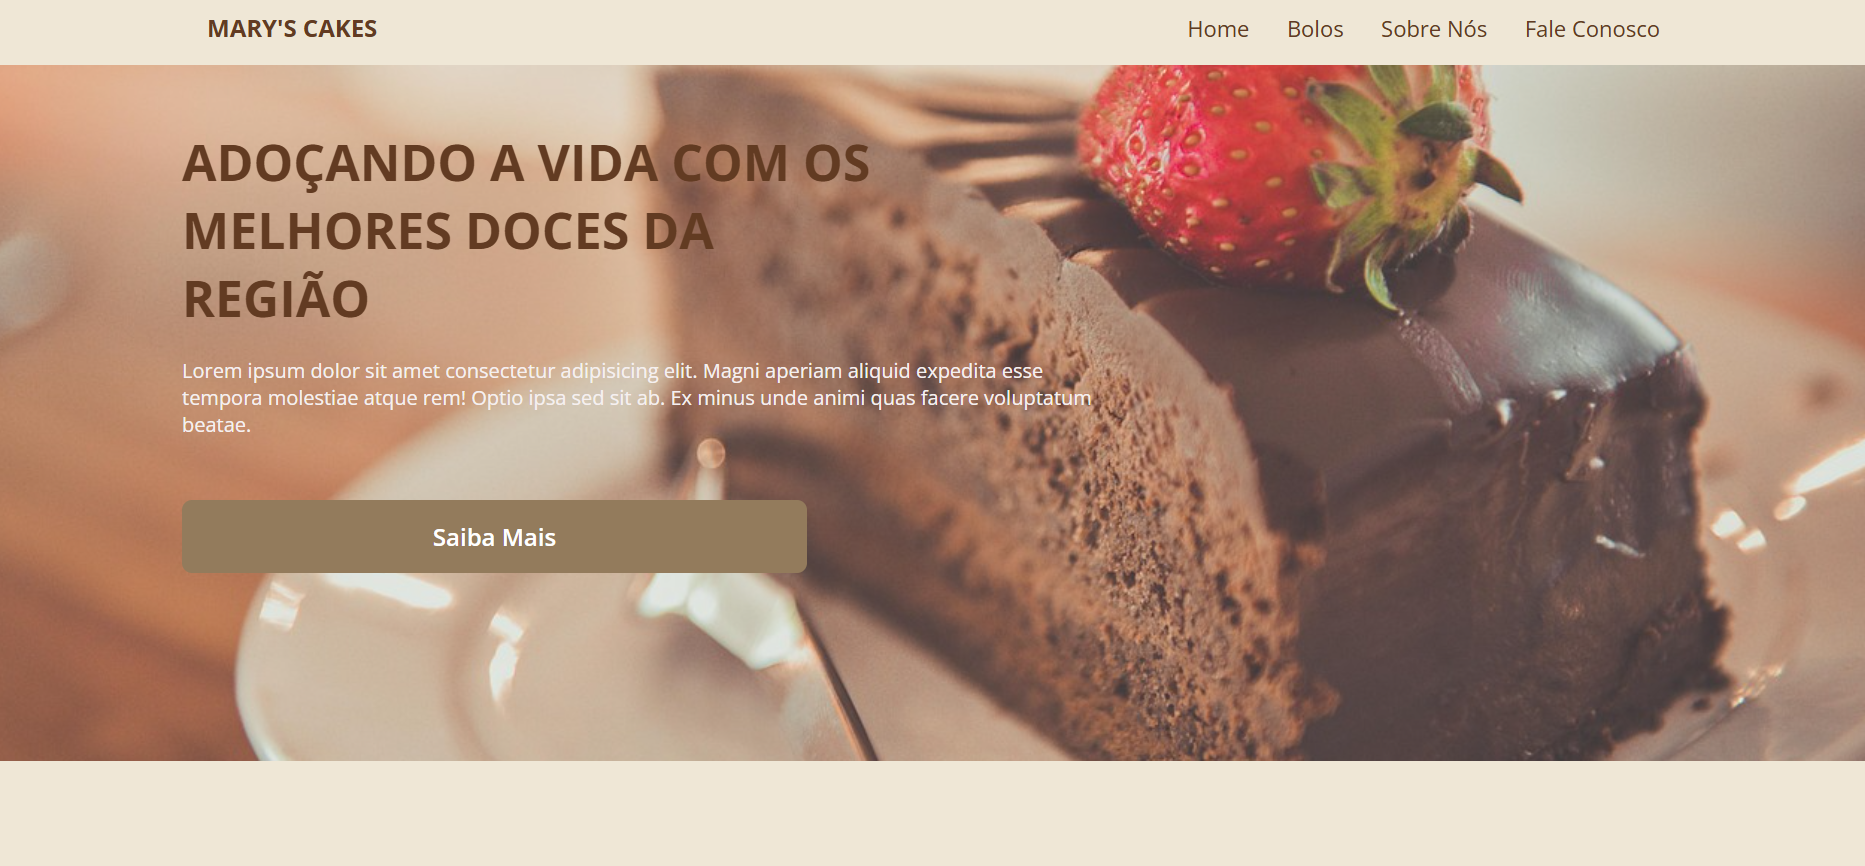 MARY'S CAKES
Home Bolos Sobre Nós Fale Conosco
ADOÇANDO A VIDA COM OS
MELHORES DOCES DA
REGIÃO
Lorem ipsum dolor sit amet consectetur adipisicing elit. Magni aperiam aliquid expedita esse
tempora molestiae atque rem! Optio ipsa sed sit ab. Ex minus unde animi quas facere voluptatum
beatae.
Saiba Mais